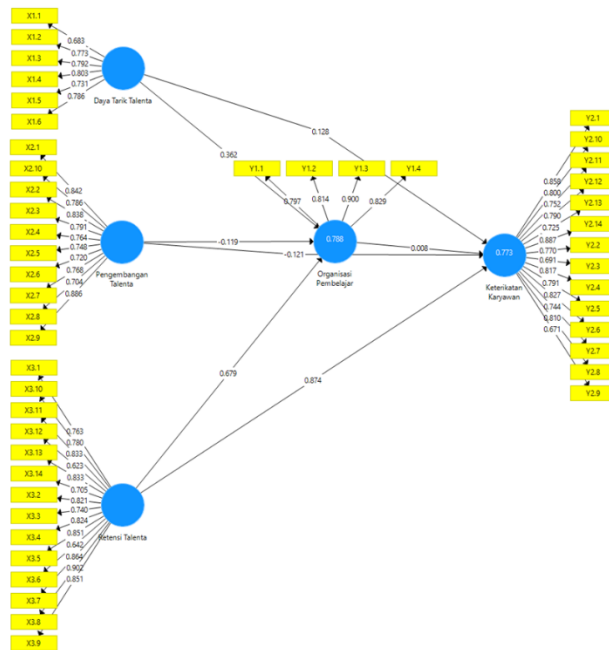 X1.1
X1.2
X1.3
X1.4
X1.5
X1.6
0.683
0.773
0.792
0.803
0.731
0.786
Daya Tarik Talenta
X2.1
X2.10
X2.2
X2.3
X2.4
X2.5
X2.6
X2.7
X2.8
X2.9
0.842
0.786
0.838
0.791
0.764
0.748
0.720
0.768
0.704
0.886
Pengembangan
Talenta
X3.1
X3.10
X3.11
X3.12
X3.13
X3.14
X3.2
X3.3
X3.4
X3.5
X3.6
X3.7
X3.8
X3.9
0.763
0.780
0.833
0.623
0.833
0.705
0.821
0.740
0.824
0.851
0.642
0.864
0.902
0.851
Retensi Talenta
0.362
0.128
-0.119
-0.121
0.679
0.874
0.008
Y1.1
Y1.2
Y1.3
Y1.4
0.797
0.814
0.900
0.829
0.788
Organisasi
Pembelajar
0.773
Keterikatan
Karyawan
0.858
0.800
0.752
0.790
0.725
0.887
0.770
0.691
0.817
0.791
0.827
0.744
0.810
0.671
Y2.1
Y2.10
Y2.11
Y2.12
Y2.13
Y2.14
Y2.2
Y2.3
Y2.4
Y2.5
Y2.6
Y2.7
Y2.8
Y2.9